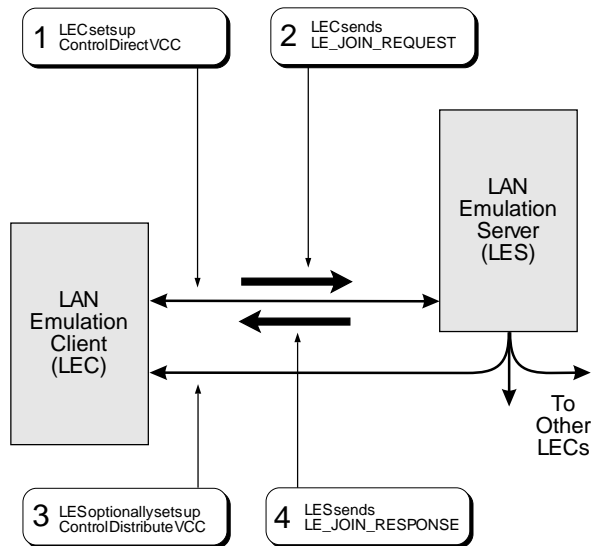 1 LECsetsup
ControlDirectVCC
2 LECsends
LE_JOIN_REQUEST
LAN
Emulation
Server
(LES)
LAN
Emulation
Client
(LEC)
To
Other
LECs
3 LESoptionallysetsup
ControlDistributeVCC
4 LESsends
LE_JOIN_RESPONSE